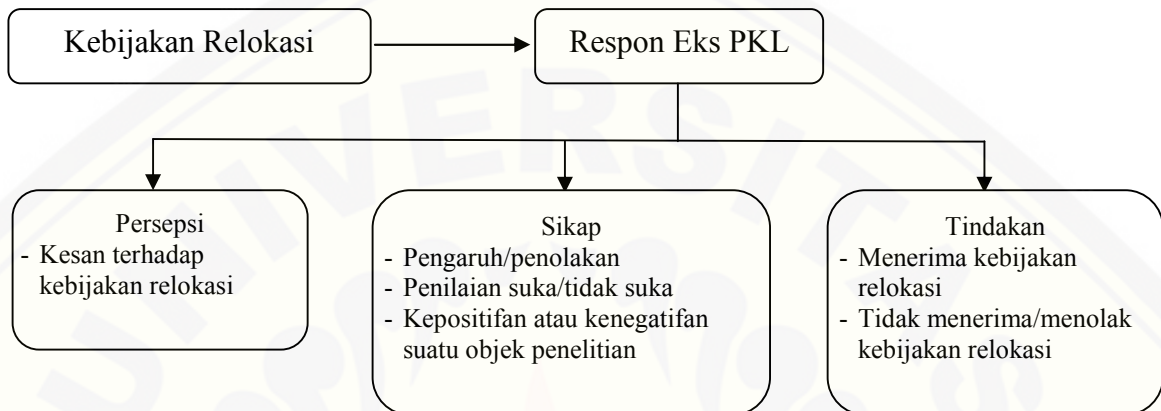 Kebijakan Relokasi
Respon Eks PKL
Persepsi
- Kesan terhadap
kebijakan relokasi
Sikap
- Pengaruh/penolakan
- Penilaian suka/tidak suka
- Kepositifan atau kenegatifan
suatu objek penelitian
Tindakan
- Menerima kebijakan
relokasi
- Tidak menerima/menolak
kebijakan relokasi
UNIVERSITAS